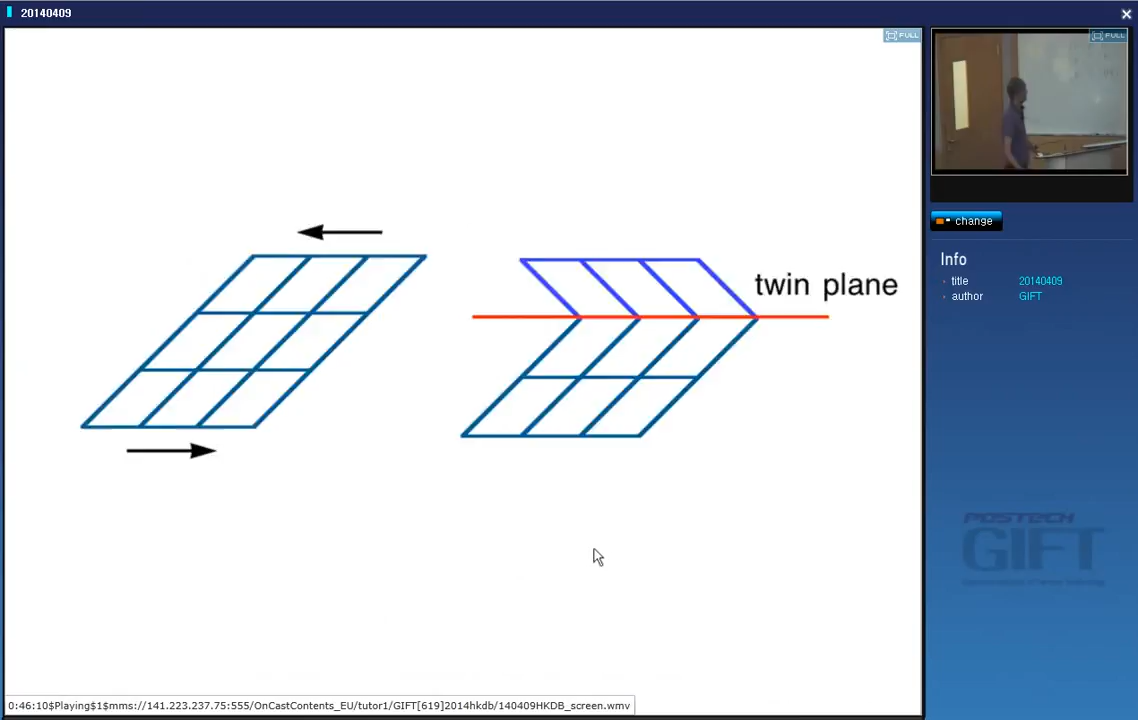 20140409
FULL
FULL
twin plane
change
Info
title 20140409
author GIFT
POSTECH
GIFT
0:46:10$Playing$1$mms://141.223.237.75:555/OnCastContents_EU/tutor1/GIFT[619]2014hkdb/140409HKDB_screen.wmv